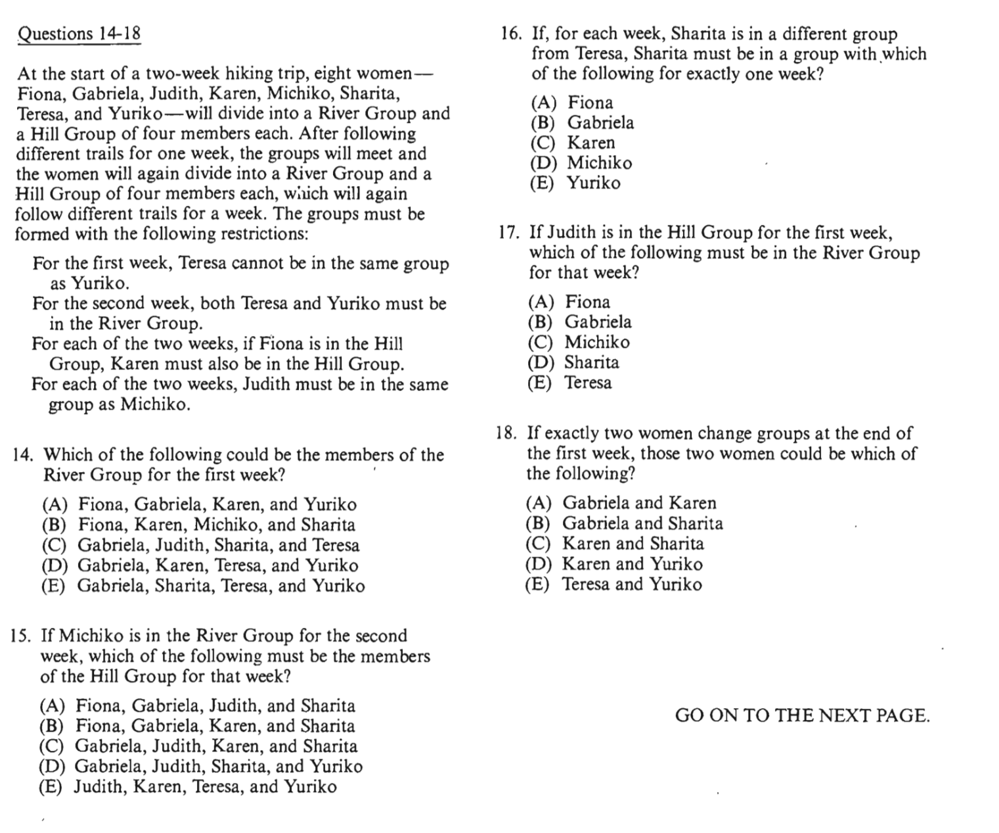 Questions 14-18
At the start of a two-week hiking trip, eight women—
Fiona, Gabriela, Judith, Karen, Michiko, Sharita,
Teresa, and Yuriko—will divide into a River Group and
a Hill Group of four members each. After following
different trails for one week, the groups will meet and
the women will again divide into a River Group and a
Hill Group of four members each, which will again
follow different trails for a week. The groups must be
formed with the following restrictions:
For the first week, Teresa cannot be in the same group
as Yuriko.
For the second week, both Teresa and Yuriko must be
in the River Group.
For each of the two weeks, if Fiona is in the Hill
Group, Karen must also be in the Hill Group.
For each of the two weeks, Judith must be in the same
group as Michiko.
14. Which of the following could be the members of the
River Group for the first week?
(A) Fiona, Gabriela, Karen, and Yuriko
(B) Fiona, Karen, Michiko, and Sharita
(C) Gabriela, Judith, Sharita, and Teresa
(D) Gabriela, Karen, Teresa, and Yuriko
(E) Gabriela, Sharita, Teresa, and Yuriko
15. If Michiko is in the River Group for the second
week, which of the following must be the members
of the Hill Group for that week?
(A) Fiona, Gabriela, Judith, and Sharita
(B) Fiona, Gabriela, Karen, and Sharita
(C) Gabriela, Judith, Karen, and Sharita
(D) Gabriela, Judith, Sharita, and Yuriko
(E) Judith, Karen, Teresa, and Yuriko
16. If, for each week, Sharita is in a different group
from Teresa, Sharita must be in a group with which
of the following for exactly one week?
(A) Fiona
(B) Gabriela
(C) Karen
(D) Michiko
(E) Yuriko
17. If Judith is in the Hill Group for the first week,
which of the following must be in the River Group
for that week?
(A) Fiona
(B) Gabriela
(C) Michiko
(D) Sharita
(E) Teresa
18. If exactly two women change groups at the end of
the first week, those two women could be which of
the following?
(A) Gabriela and Karen
(B) Gabriela and Sharita
(C) Karen and Sharita
(D) Karen and Yuriko
(E) Teresa and Yuriko
GO ON TO THE NEXT PAGE.